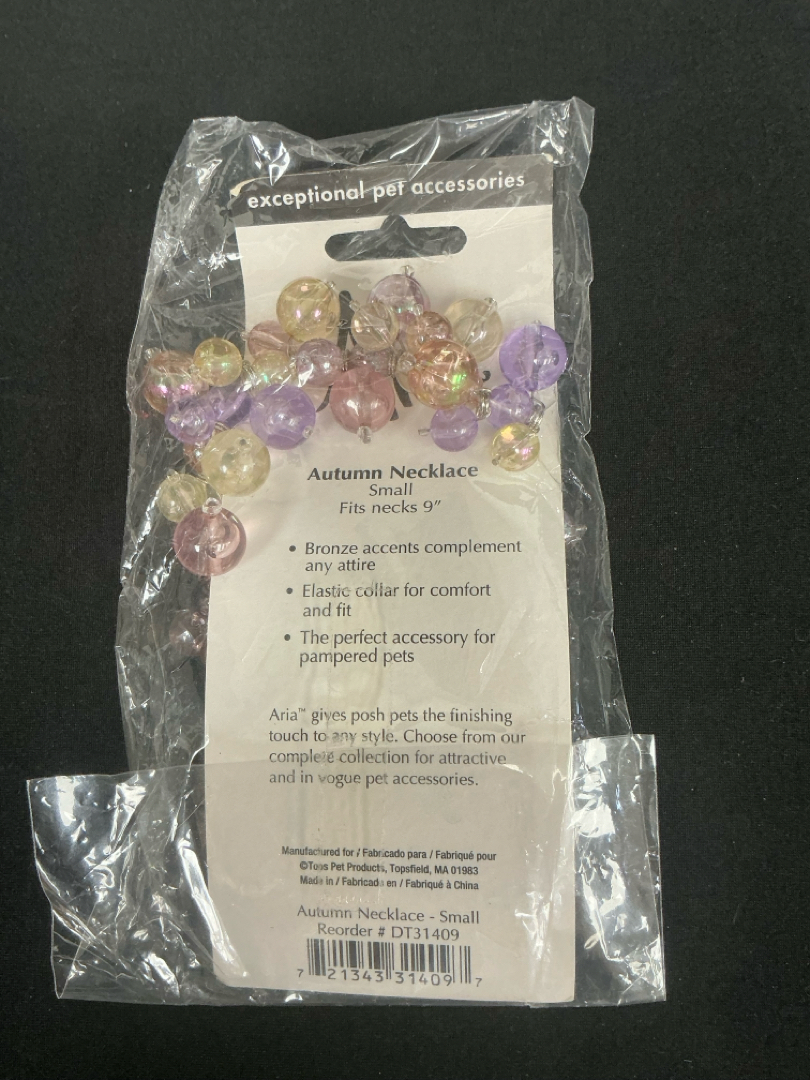 exceptional pet accessories
Autumn Necklace
Small
Fits necks 9"
• Bronze accents complement
any attire
• Elastic collar for comfort
and fit
• The perfect accessory for
pampered pets
Aria™ gives posh pets the finishing
touch to any style. Choose from our
complete collection for attractive
and in vogue pet accessories.
Manufactured for / Fabricado para / Fabriqué pour
©Tops Pet Products, Topsfield, MA 01983
Made in / Fabricado en / Fabriqué à China
Autumn Necklace - Small
Reorder # DT31409
7 21343 31409 7